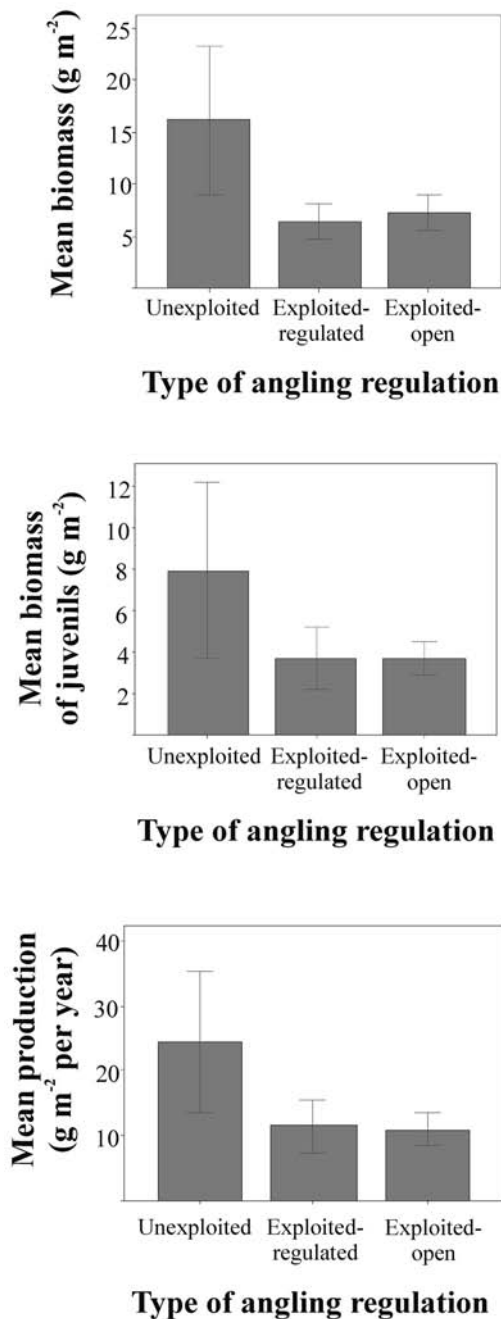 Mean biomass (g m⁻²)
25
20
15
10
5
Unexploited
Exploited-
regulated
Exploited-
open
Type of angling regulation
Mean biomass
of juvenils (g m⁻²)
12
10
8
6
4
2
Unexploited
Exploited-
regulated
Exploited-
open
Type of angling regulation
Mean production
(g m⁻² per year)
40
30
20
10
Unexploited
Exploited-
regulated
Exploited-
open
Type of angling regulation